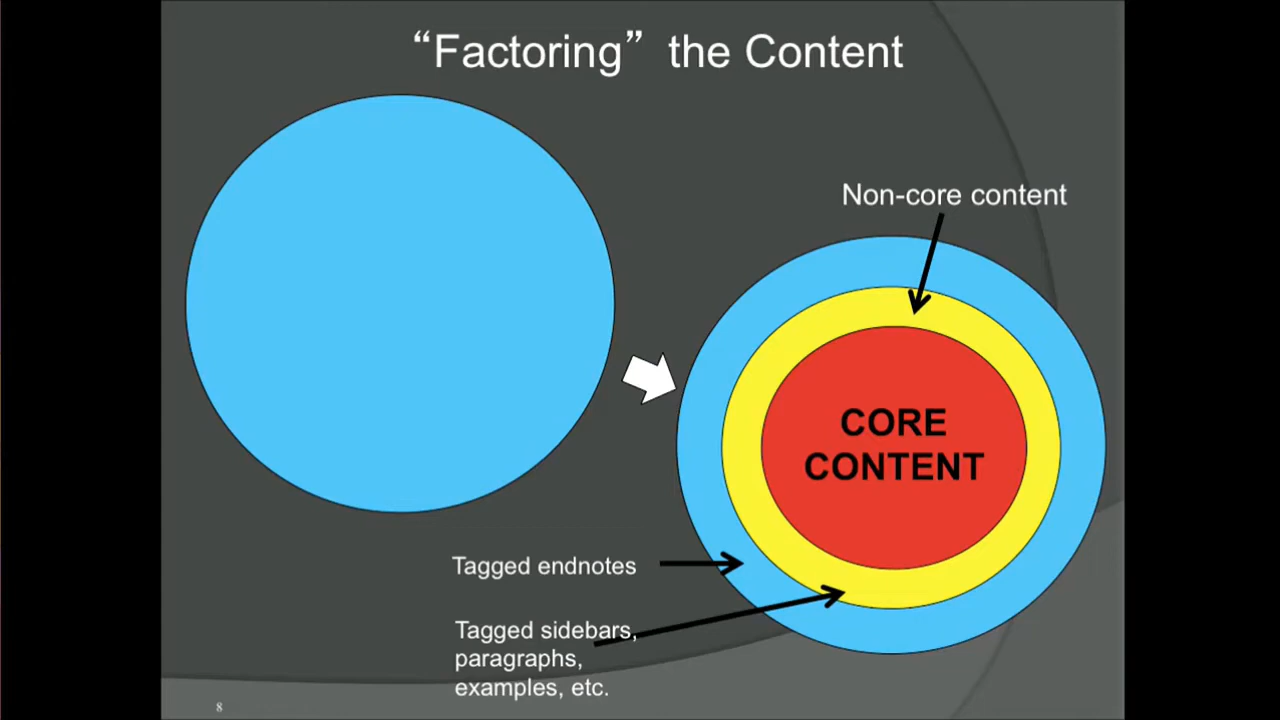 “Factoring” the Content
Non-core content
CORE
CONTENT
Tagged endnotes
Tagged sidebars,
paragraphs,
examples, etc.
8